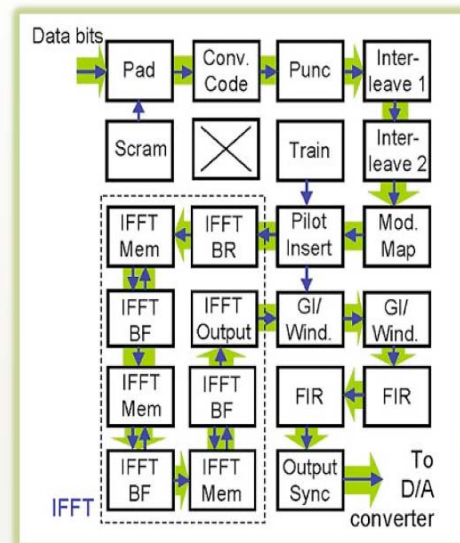 Data bits
Pad
Conv.
Code
Punc
Inter-
leave 1
Scram
Train
Inter-
leave 2
IFFT
Mem
IFFT
BR
Pilot
Insert
Mod.
Map
IFFT
BF
IFFT
Output
GI/
Wind.
GI/
Wind.
IFFT
Mem
IFFT
BF
FIR
FIR
IFFT
BF
IFFT
Mem
Output
Sync
To
D/A
converter
IFFT